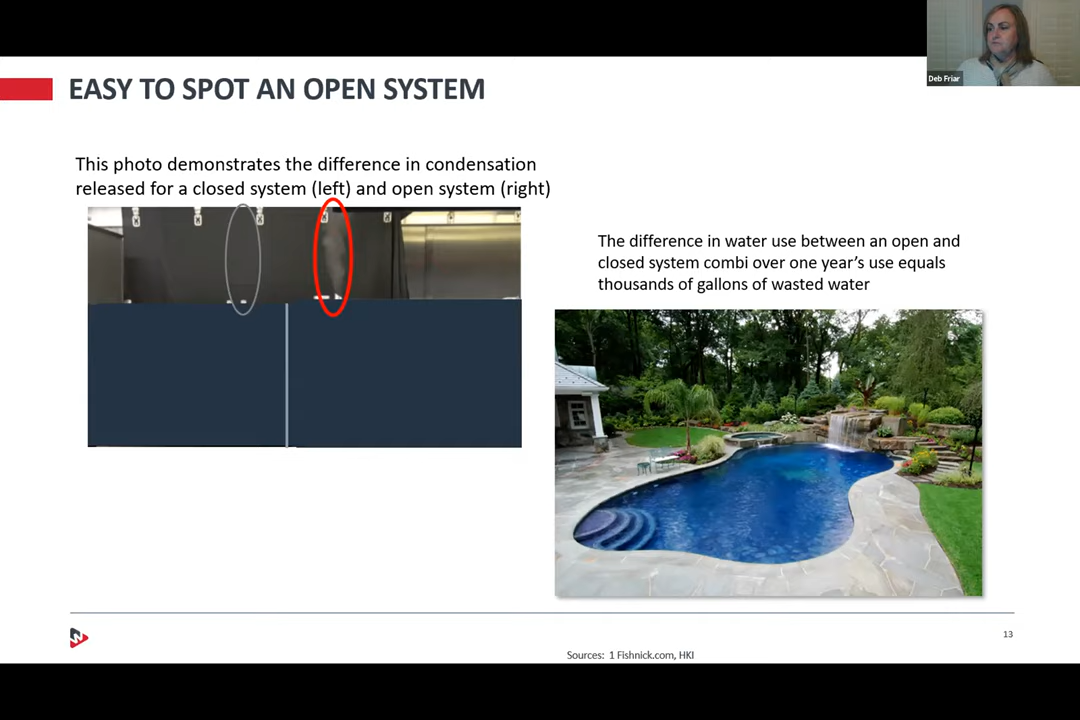 Deb Friar
EASY TO SPOT AN OPEN SYSTEM
This photo demonstrates the difference in condensation
released for a closed system (left) and open system (right)
The difference in water use between an open and
closed system combi over one year’s use equals
thousands of gallons of wasted water
13
Sources: 1 Fishnick.com, HKI